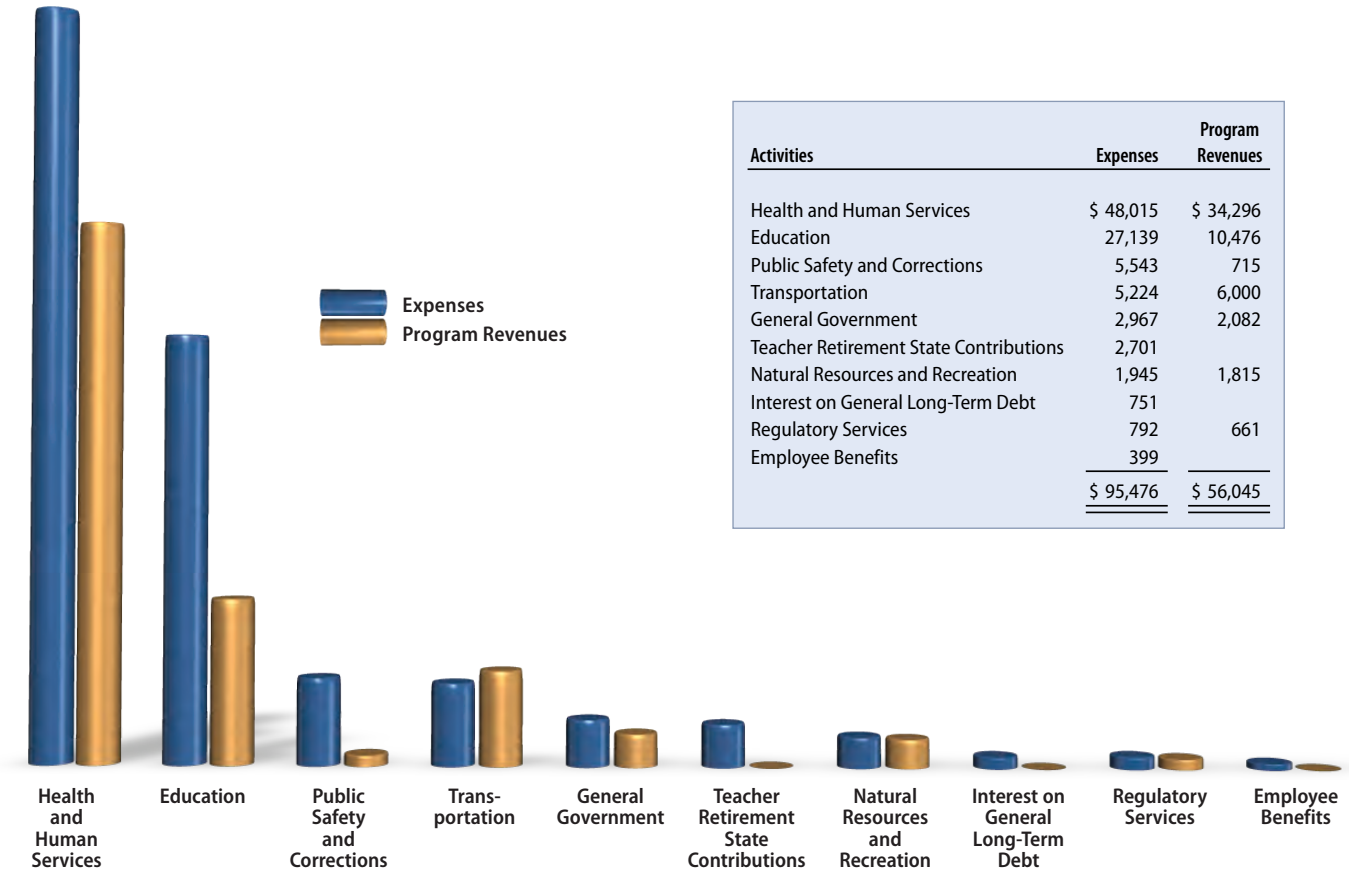 Program
Activities Expenses Revenues
Health and Human Services $ 48,015 $ 34,296
Education 27,139 10,476
Public Safety and Corrections 5,543 715
Transportation 5,224 6,000
General Government 2,967 2,082
Teacher Retirement State Contributions 2,701
Natural Resources and Recreation 1,945 1,815
Interest on General Long-Term Debt 751
Regulatory Services 792 661
Employee Benefits 399
$ 95,476 $ 56,045
Expenses
Program Revenues
Health
and
Human
Services
Education
Public
Safety
and
Corrections
Trans-
portation
General
Government
Teacher
Retirement
State
Contributions
Natural
Resources
and
Recreation
Interest on
General
Long-Term
Debt
Regulatory
Services
Employee
Benefits